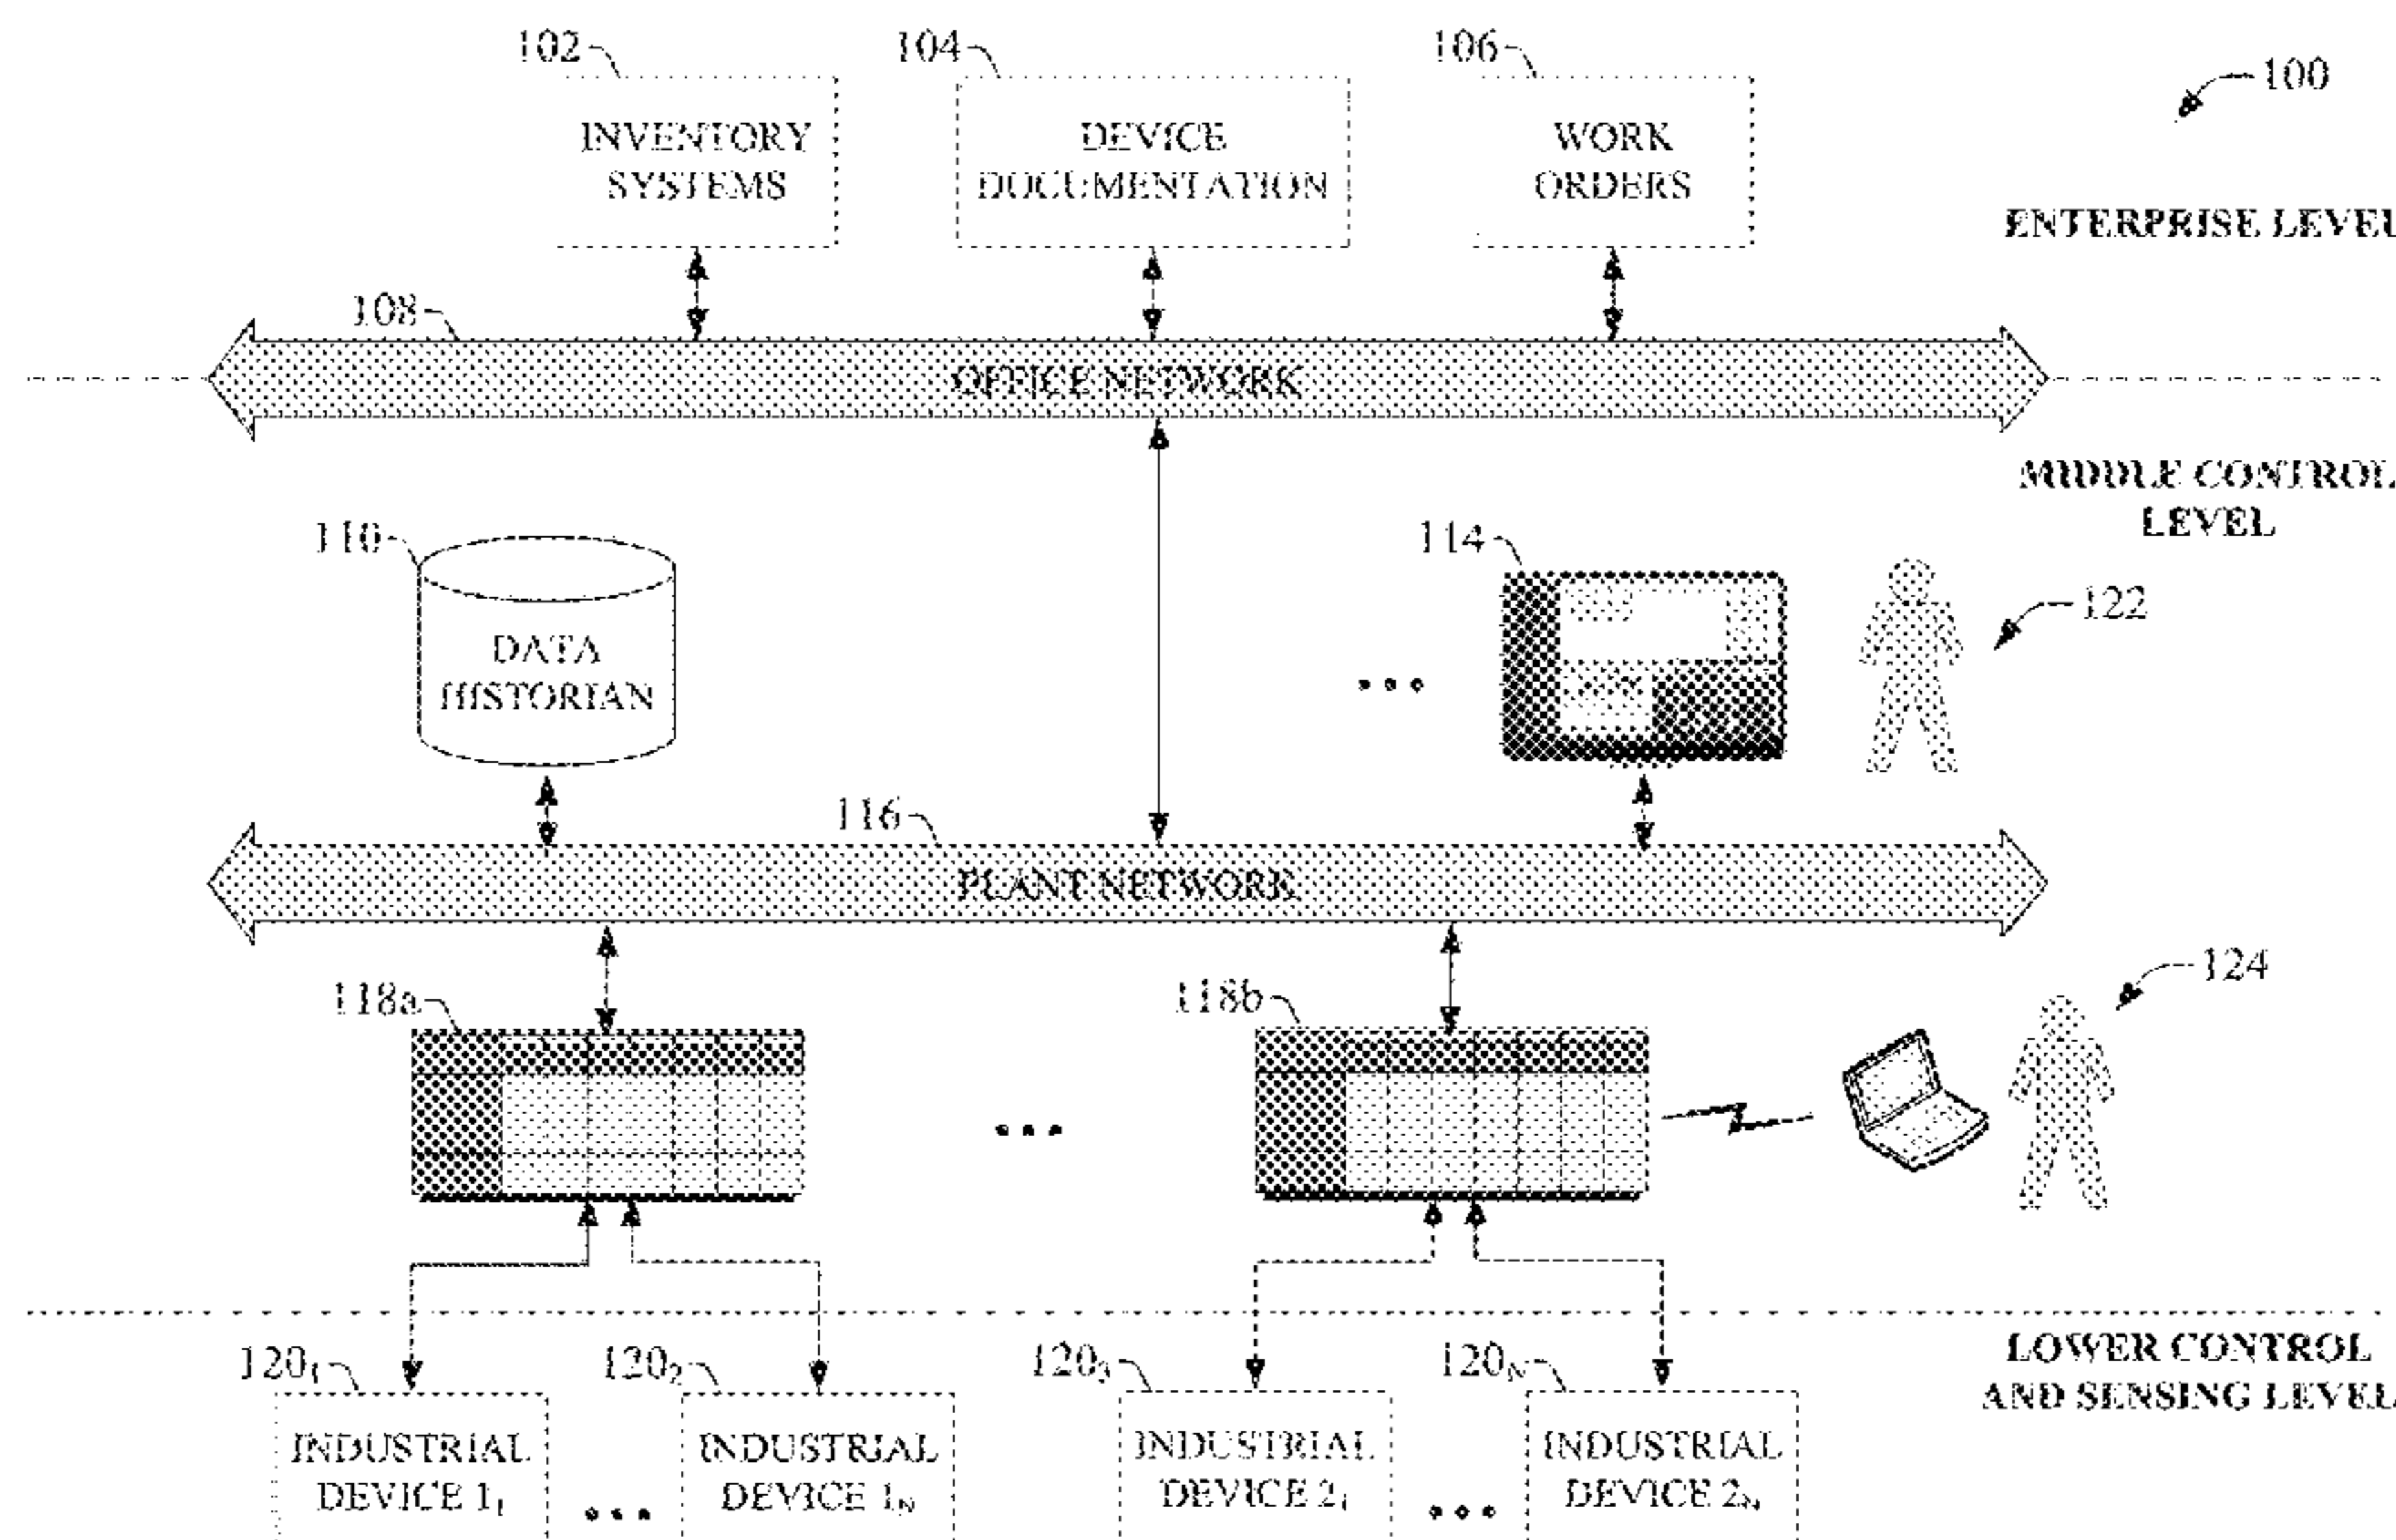 102
104
106
100
INVENTORY
SYSTEMS
DEVICE
DOCUMENTATION
WORK
ORDERS
ENTERPRISE LEVEL
108
OFFICE NETWORK
MIDDLE CONTROL
LEVEL
110
114
122
DATA
HISTORIAN
116
PLANT NETWORK
124
118a
118b
LOWER CONTROL
AND SENSING LEVEL
120₁
120₂
120₃
120N
INDUSTRIAL
DEVICE 1₁
INDUSTRIAL
DEVICE 1N
INDUSTRIAL
DEVICE 2₁
INDUSTRIAL
DEVICE 2N